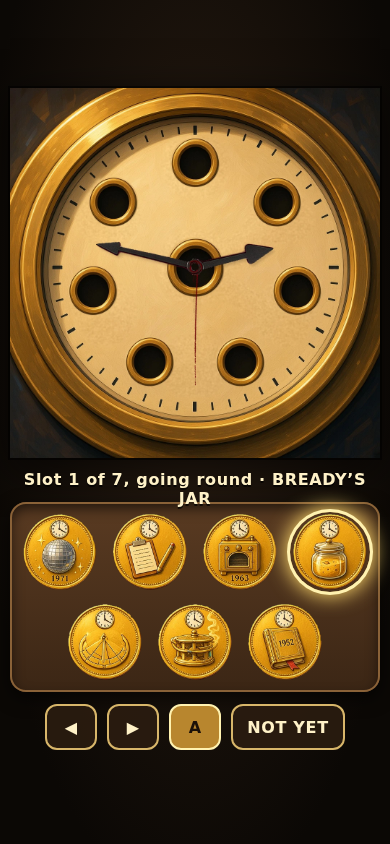 Slot 1 of 7, going round · BREADY’S
JAR
1971
1963
1952
◀
▶
A
NOT YET